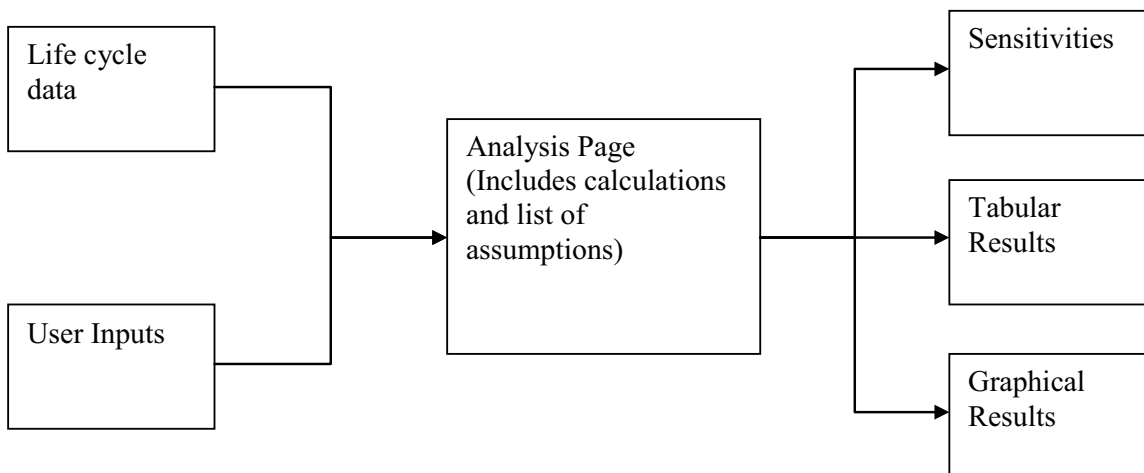 Life cycle
data
User Inputs
Analysis Page
(Includes calculations
and list of
assumptions)
Sensitivities
Tabular
Results
Graphical
Results